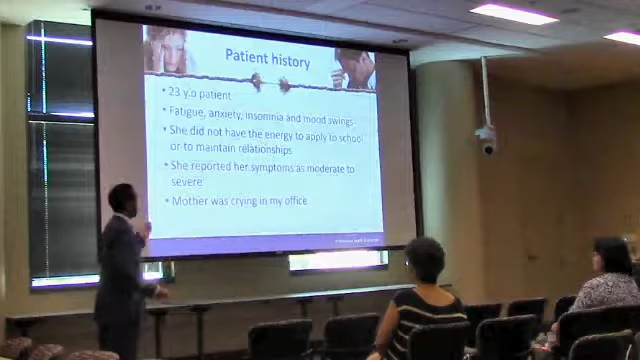 Patient history
• 23 y.o patient
• Fatigue, anxiety, insomnia and mood swings
• She did not have the energy to apply to school
or to maintain relationships
• She reported her symptoms as moderate to
severe
• Mother was crying in my office